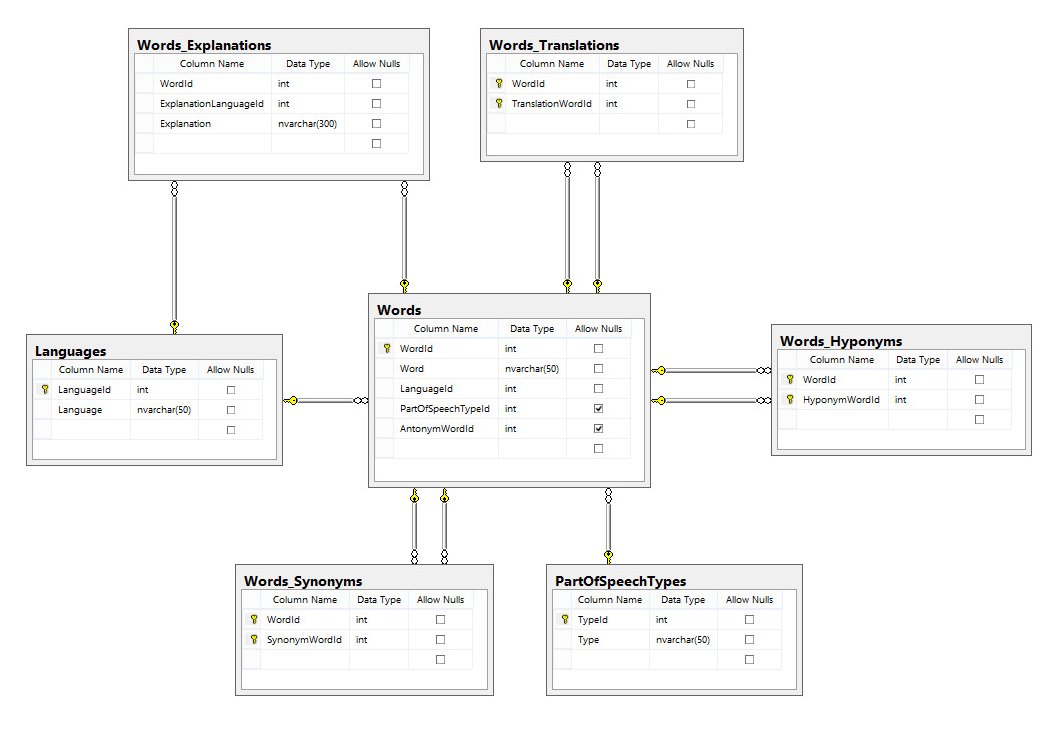 Words_Explanations
Column Name Data Type Allow Nulls
WordId int
ExplanationLanguageId int
Explanation nvarchar(300)
Words_Translations
Column Name Data Type Allow Nulls
WordId int
TranslationWordId int
Words
Column Name Data Type Allow Nulls
WordId int
Word nvarchar(50)
LanguageId int
PartOfSpeechTypeId int
AntonymWordId int
Languages
Column Name Data Type Allow Nulls
LanguageId int
Language nvarchar(50)
Words_Hyponyms
Column Name Data Type Allow Nulls
WordId int
HyponymWordId int
Words_Synonyms
Column Name Data Type Allow Nulls
WordId int
SynonymWordId int
PartOfSpeechTypes
Column Name Data Type Allow Nulls
TypeId int
Type nvarchar(50)